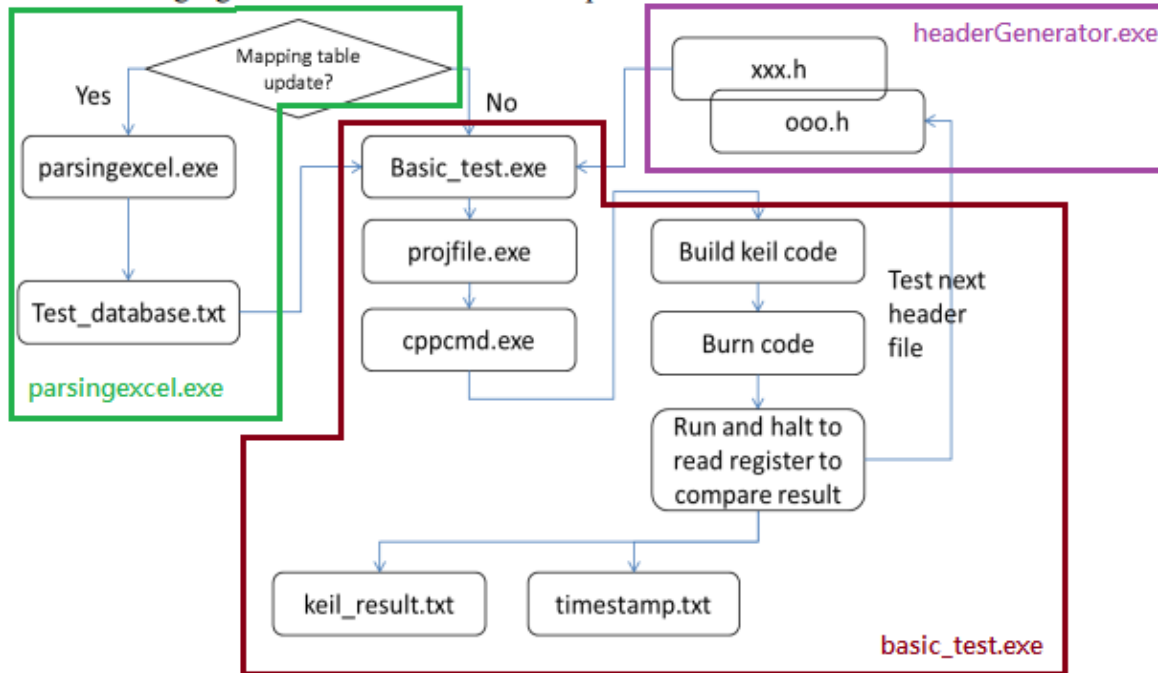 Mapping table
update?
Yes
No
parsingexcel.exe
Test_database.txt
parsingexcel.exe
headerGenerator.exe
xxx.h
ooo.h
Basic_test.exe
projfile.exe
cppcmd.exe
Build keil code
Burn code
Run and halt to
read register to
compare result
Test next
header
file
keil_result.txt
timestamp.txt
basic_test.exe